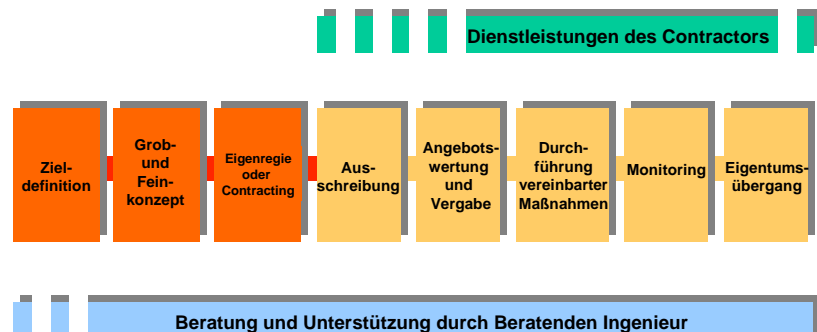 Dienstleistungen des Contractors
Ziel-
definition
Grob-
und
Fein-
konzept
Eigenregie
oder
Contracting
Aus-
schreibung
Angebots-
wertung
und
Vergabe
Durch-
führung
vereinbarter
Maßnahmen
Monitoring
Eigentums-
übergang
Beratung und Unterstützung durch Beratenden Ingenieur